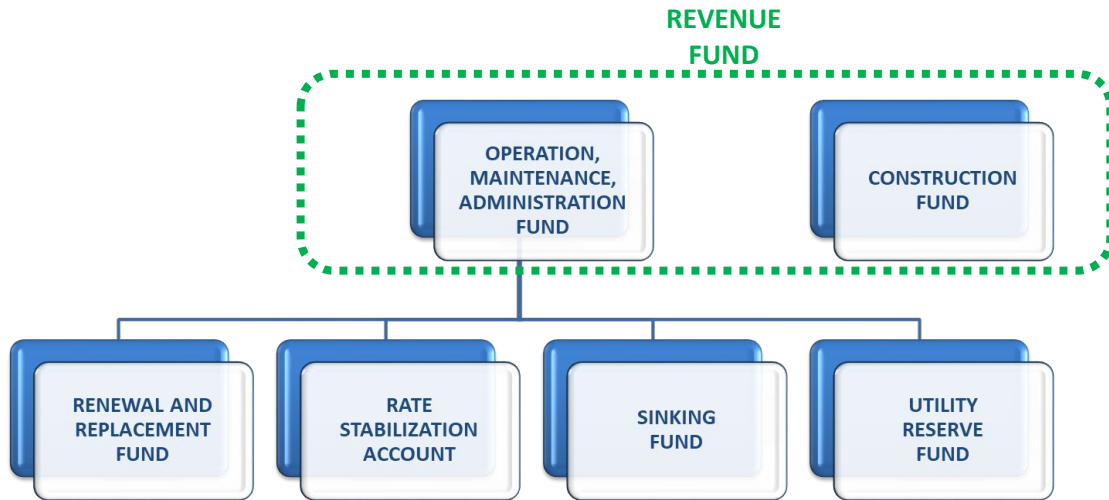 REVENUE
FUND
OPERATION,
MAINTENANCE,
ADMINISTRATION
FUND
CONSTRUCTION
FUND
RENEWAL AND
REPLACEMENT
FUND
RATE
STABILIZATION
ACCOUNT
SINKING
FUND
UTILITY
RESERVE
FUND